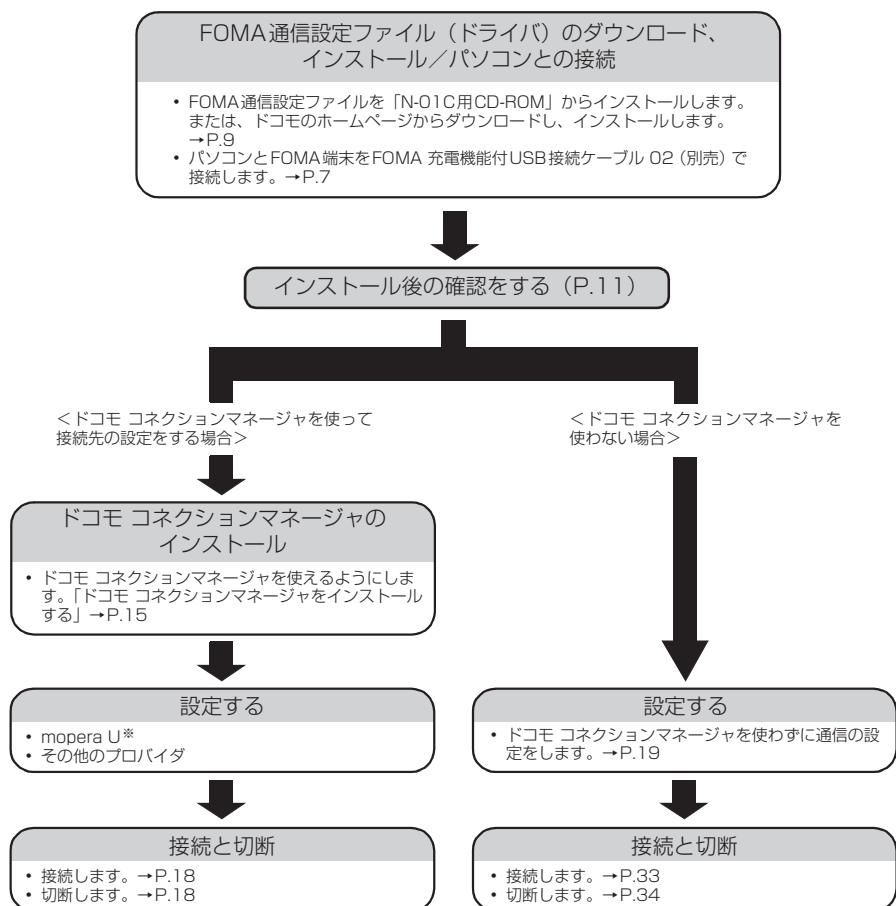 FOMA通信設定ファイル（ドライバ）のダウンロード、
インストール／パソコンとの接続
• FOMA通信設定ファイルを「N-01C用CD-ROM」からインストールします。
または、ドコモのホームページからダウンロードし、インストールします。
→P.9
• パソコンとFOMA端末をFOMA 充電機能付USB接続ケーブル 02（別売）で
接続します。→P.7
インストール後の確認をする（P.11）
＜ドコモ コネクションマネージャを使って
接続先の設定をする場合＞
ドコモ コネクションマネージャの
インストール
• ドコモ コネクションマネージャを使えるようにしま
す。「ドコモ コネクションマネージャをインストール
する」→P.15
設定する
• mopera U※
• その他のプロバイダ
接続と切断
• 接続します。→P.18
• 切断します。→P.18
＜ドコモ コネクションマネージャを
使わない場合＞
設定する
• ドコモ コネクションマネージャを使わずに通信の設
定をします。→P.19
接続と切断
• 接続します。→P.33
• 切断します。→P.34